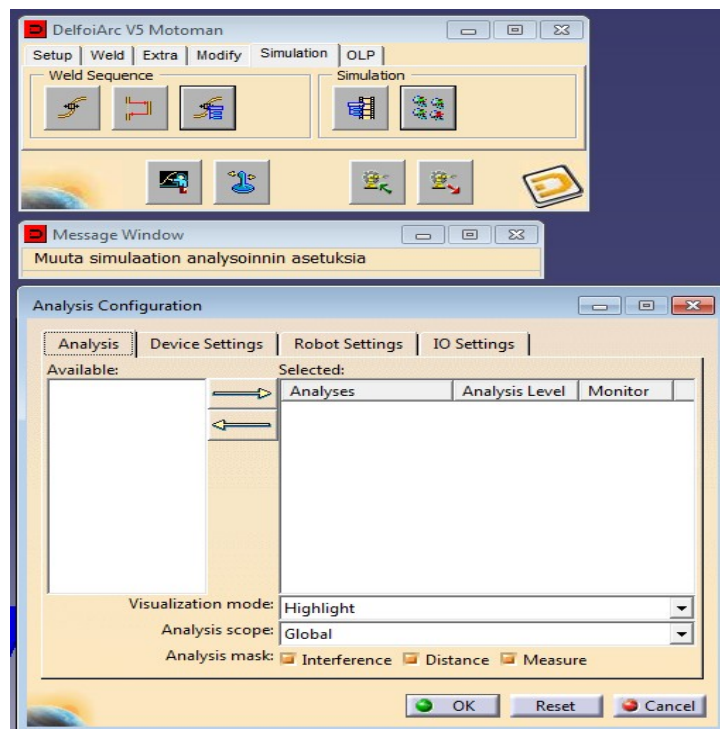 DelfoiArc V5 Motoman
Setup Weld Extra Modify Simulation OLP
Weld Sequence Simulation
Message Window
Muuta simulaation analysoinnin asetuksia
Analysis Configuration
Analysis Device Settings Robot Settings IO Settings
Available: Selected:
Analyses Analysis Level Monitor
Visualization mode: Highlight
Analysis scope: Global
Analysis mask: Interference Distance Measure
OK Reset Cancel